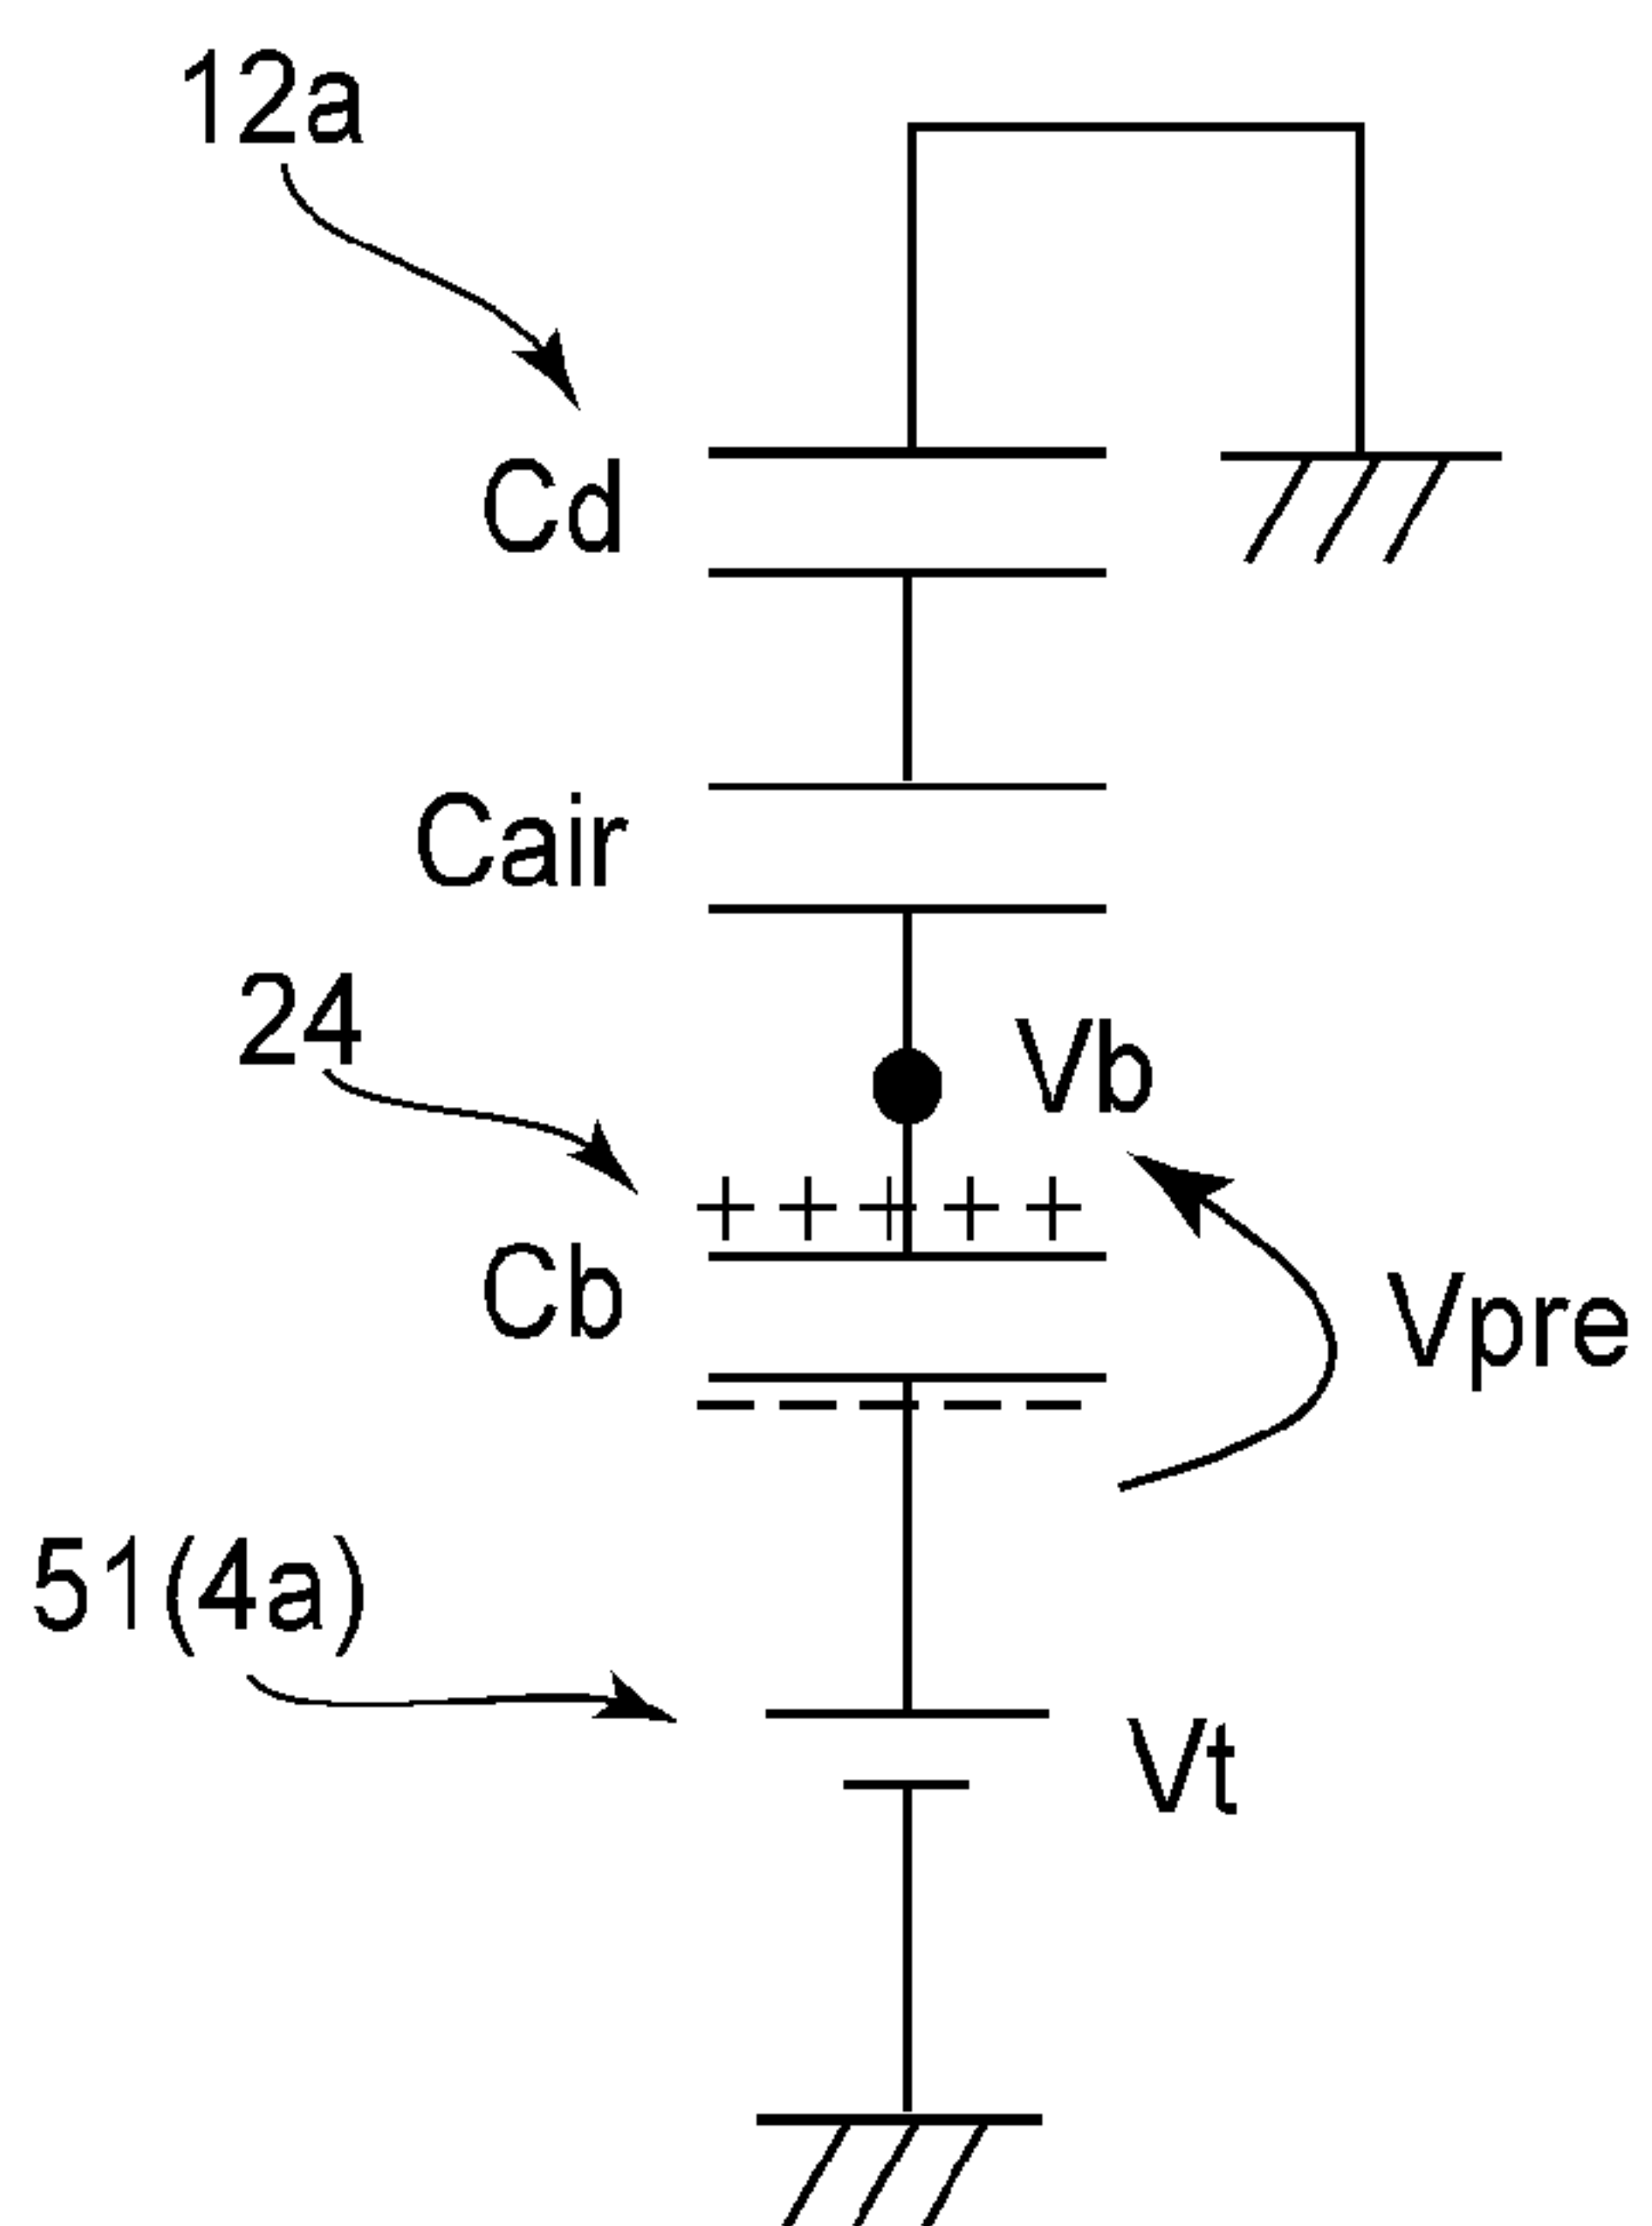 12a
Cd
Cair
24
Vb
+ + + + +
Cb
Vpre
– – – – –
51(4a)
Vt